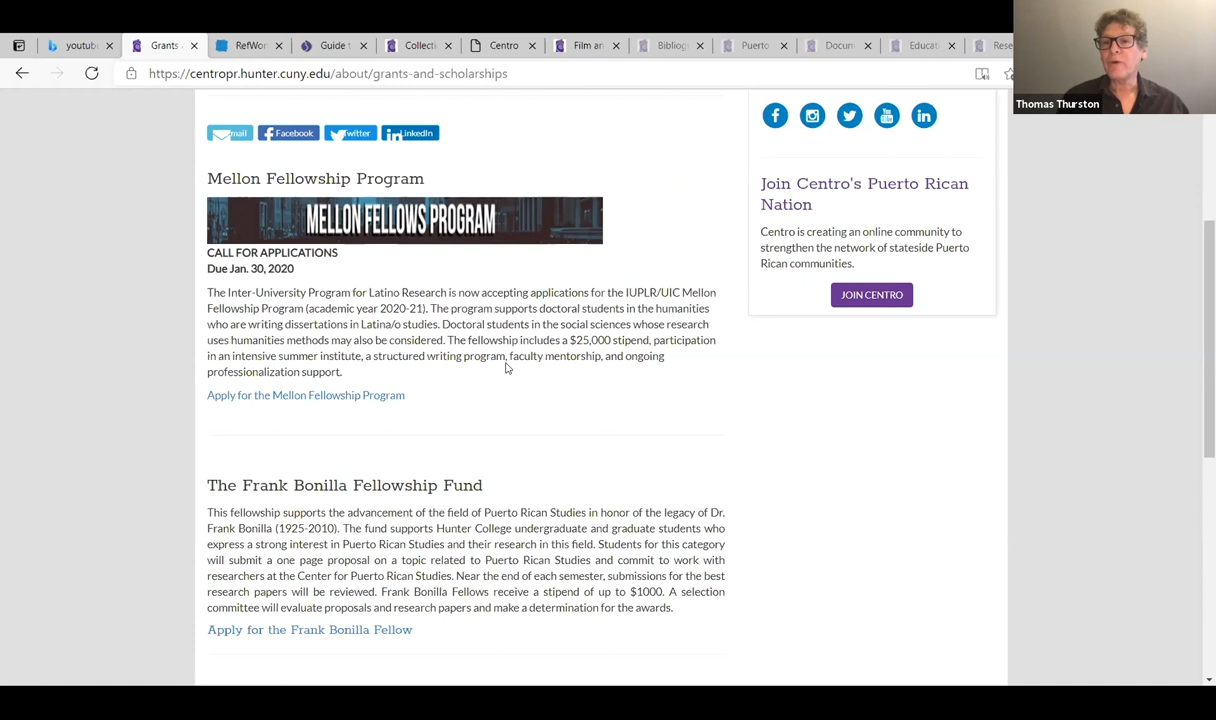 youtub
Grants
RefWor
Guide t
Collecti
Centro
Film an
Bibliog
Puerto
Docum
Educati
Rese
https://centropr.hunter.cuny.edu/about/grants-and-scholarships
Thomas Thurston
mail
Facebook
Twitter
LinkedIn
Mellon Fellowship Program
MELLON FELLOWS PROGRAM
CALL FOR APPLICATIONS
Due Jan. 30, 2020
The Inter-University Program for Latino Research is now accepting applications for the IUPLR/UIC Mellon
Fellowship Program (academic year 2020-21). The program supports doctoral students in the humanities
who are writing dissertations in Latina/o studies. Doctoral students in the social sciences whose research
uses humanities methods may also be considered. The fellowship includes a $25,000 stipend, participation
in an intensive summer institute, a structured writing program, faculty mentorship, and ongoing
professionalization support.
Apply for the Mellon Fellowship Program
The Frank Bonilla Fellowship Fund
This fellowship supports the advancement of the field of Puerto Rican Studies in honor of the legacy of Dr.
Frank Bonilla (1925-2010). The fund supports Hunter College undergraduate and graduate students who
express a strong interest in Puerto Rican Studies and their research in this field. Students for this category
will submit a one page proposal on a topic related to Puerto Rican Studies and commit to work with
researchers at the Center for Puerto Rican Studies. Near the end of each semester, submissions for the best
research papers will be reviewed. Frank Bonilla Fellows receive a stipend of up to $1000. A selection
committee will evaluate proposals and research papers and make a determination for the awards.
Apply for the Frank Bonilla Fellow
Join Centro's Puerto Rican
Nation
Centro is creating an online community to
strengthen the network of stateside Puerto
Rican communities.
JOIN CENTRO